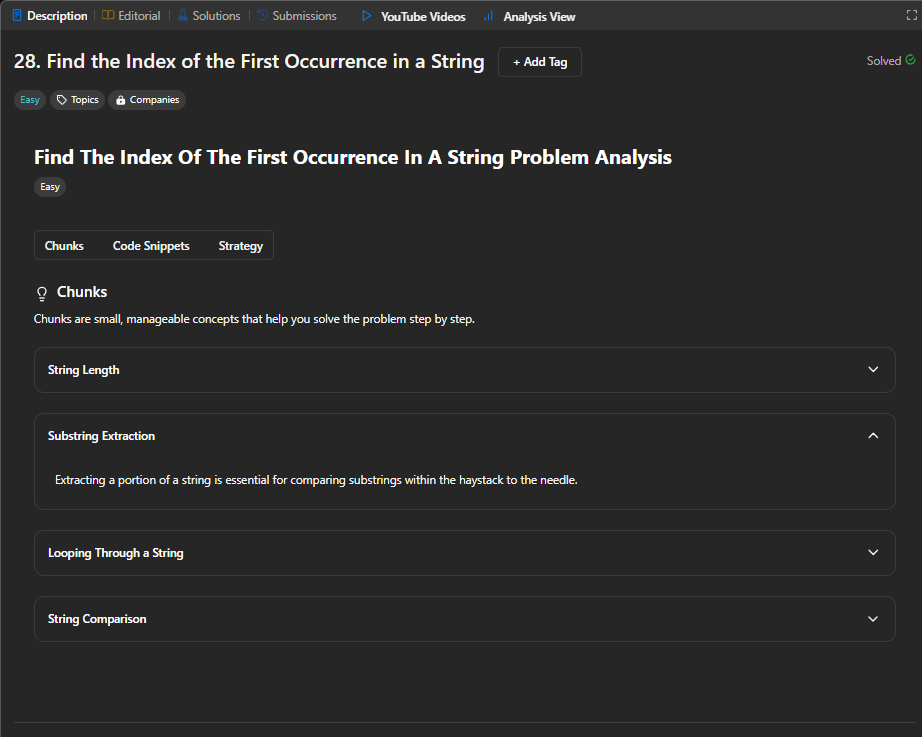 Description Editorial Solutions Submissions YouTube Videos Analysis View
28. Find the Index of the First Occurrence in a String + Add Tag Solved
Easy Topics Companies
Find The Index Of The First Occurrence In A String Problem Analysis
Easy
Chunks Code Snippets Strategy
Chunks
Chunks are small, manageable concepts that help you solve the problem step by step.
String Length
Substring Extraction
Extracting a portion of a string is essential for comparing substrings within the haystack to the needle.
Looping Through a String
String Comparison